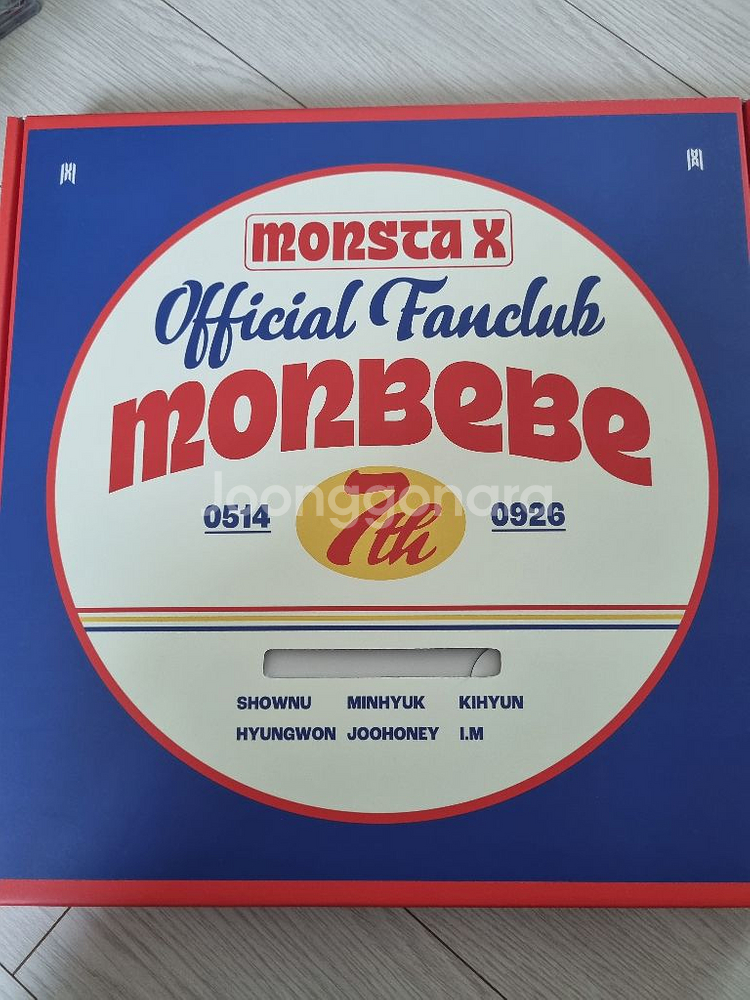 MONSTA X
Official Fanclub
MONBEBE
0514 7th 0926
joonggonara
SHOWNU MINHYUK KIHYUN
HYUNGWON JOOHONEY I.M